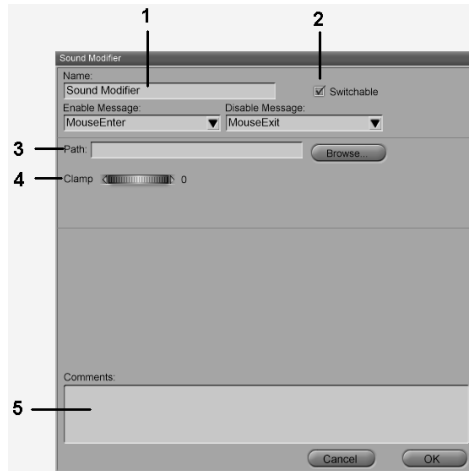 1
2
Sound Modifier
Name:
Sound Modifier
Switchable
Enable Message:
Disable Message:
MouseEnter
MouseExit
3
Path:
Browse...
4
Clamp
0
Comments:
5
Cancel
OK